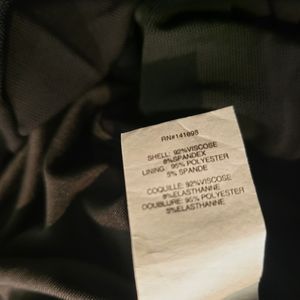 RN#141098
SHELL: 92%VISCOSE
8%SPANDEX
LINING: 95% POLYESTER
5% SPANDE
COQUILLE: 92%VISCOSE
8%ELASTHANNE
DOUBLURE: 95% POLYESTER
5%ELASTHANNE